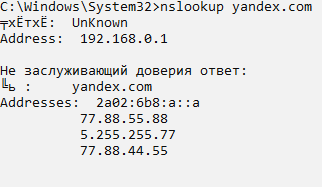 C:\Windows\System32>nslookup yandex.com
╤хЁтхЁ:  UnKnown
Address:  192.168.0.1

Не заслуживающий доверия ответ:
╚ь :     yandex.com
Addresses:  2a02:6b8:a::a
          77.88.55.88
          5.255.255.77
          77.88.44.55